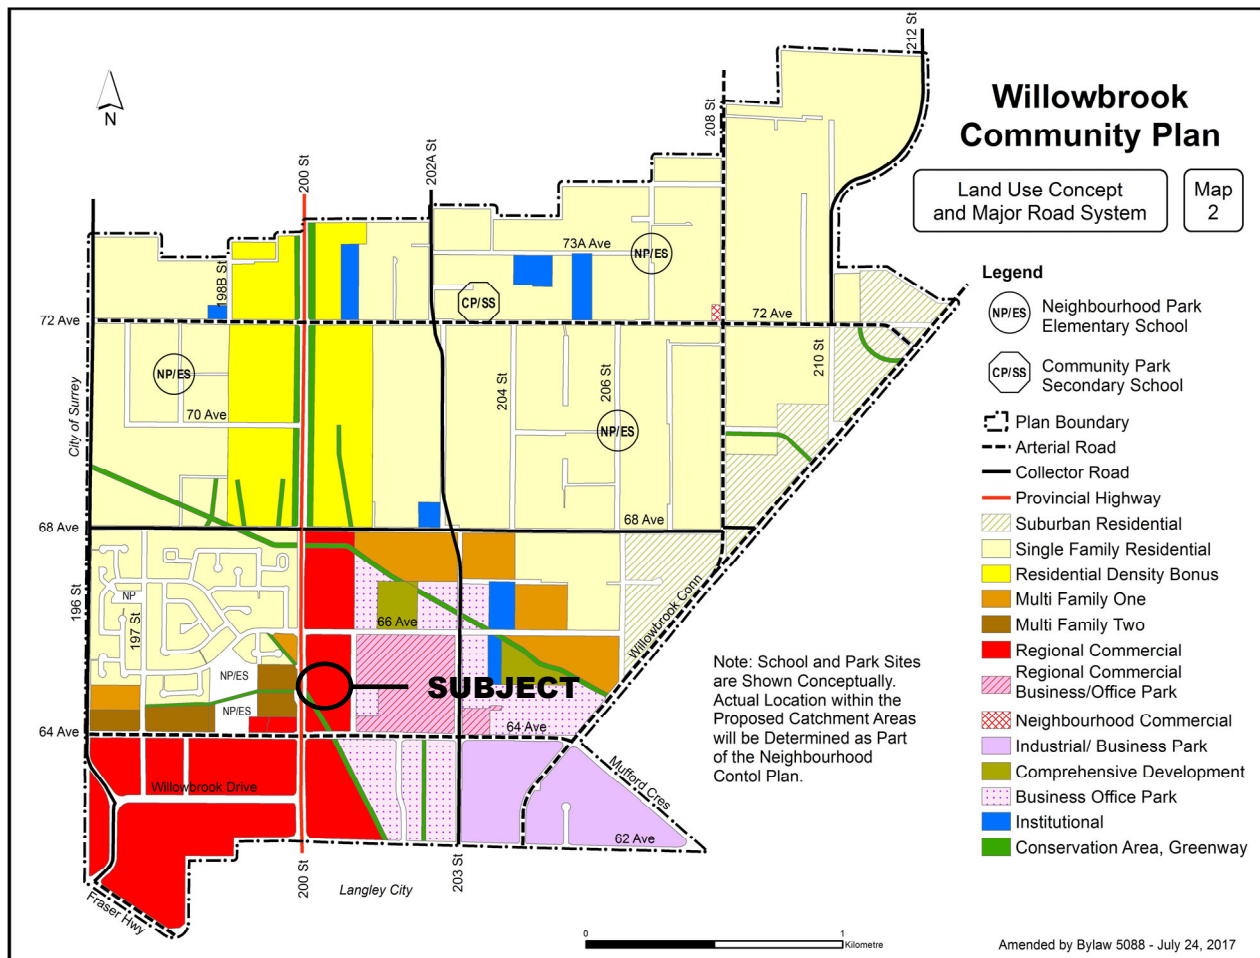 Willowbrook
Community Plan
Land Use Concept
and Major Road System
Map
2
N
212 St
208 St
200 St
202A St
73A Ave
NP/ES
198B St
CP/SS
72 Ave
72 Ave
NP/ES
City of Surrey
70 Ave
204 St
206 St
210 St
NP/ES
68 Ave
68 Ave
196 St
NP
197 St
66 Ave
Willowbrook Conn
NP/ES
NP/ES
SUBJECT
64 Ave
64 Ave
Willowbrook Drive
Mufford Cres
62 Ave
Fraser Hwy
200 St
Langley City
203 St
Legend
NP/ES
Neighbourhood Park
Elementary School
CP/SS
Community Park
Secondary School
Plan Boundary
Arterial Road
Collector Road
Provincial Highway
Suburban Residential
Single Family Residential
Residential Density Bonus
Multi Family One
Multi Family Two
Regional Commercial
Regional Commercial
Business/Office Park
Neighbourhood Commercial
Industrial/ Business Park
Comprehensive Development
Business Office Park
Institutional
Conservation Area, Greenway
Note: School and Park Sites
are Shown Conceptually.
Actual Location within the
Proposed Catchment Areas
will be Determined as Part
of the Neighbourhood
Contol Plan.
0
1
Kilometre
Amended by Bylaw 5088 - July 24, 2017